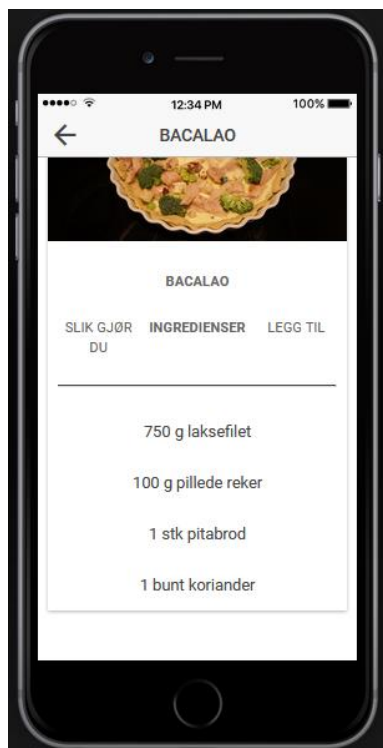 12:34 PM
100%
BACALAO
BACALAO
SLIK GJØR
DU
INGREDIENSER
LEGG TIL
750 g laksefilet
100 g pillede reker
1 stk pitabrod
1 bunt koriander